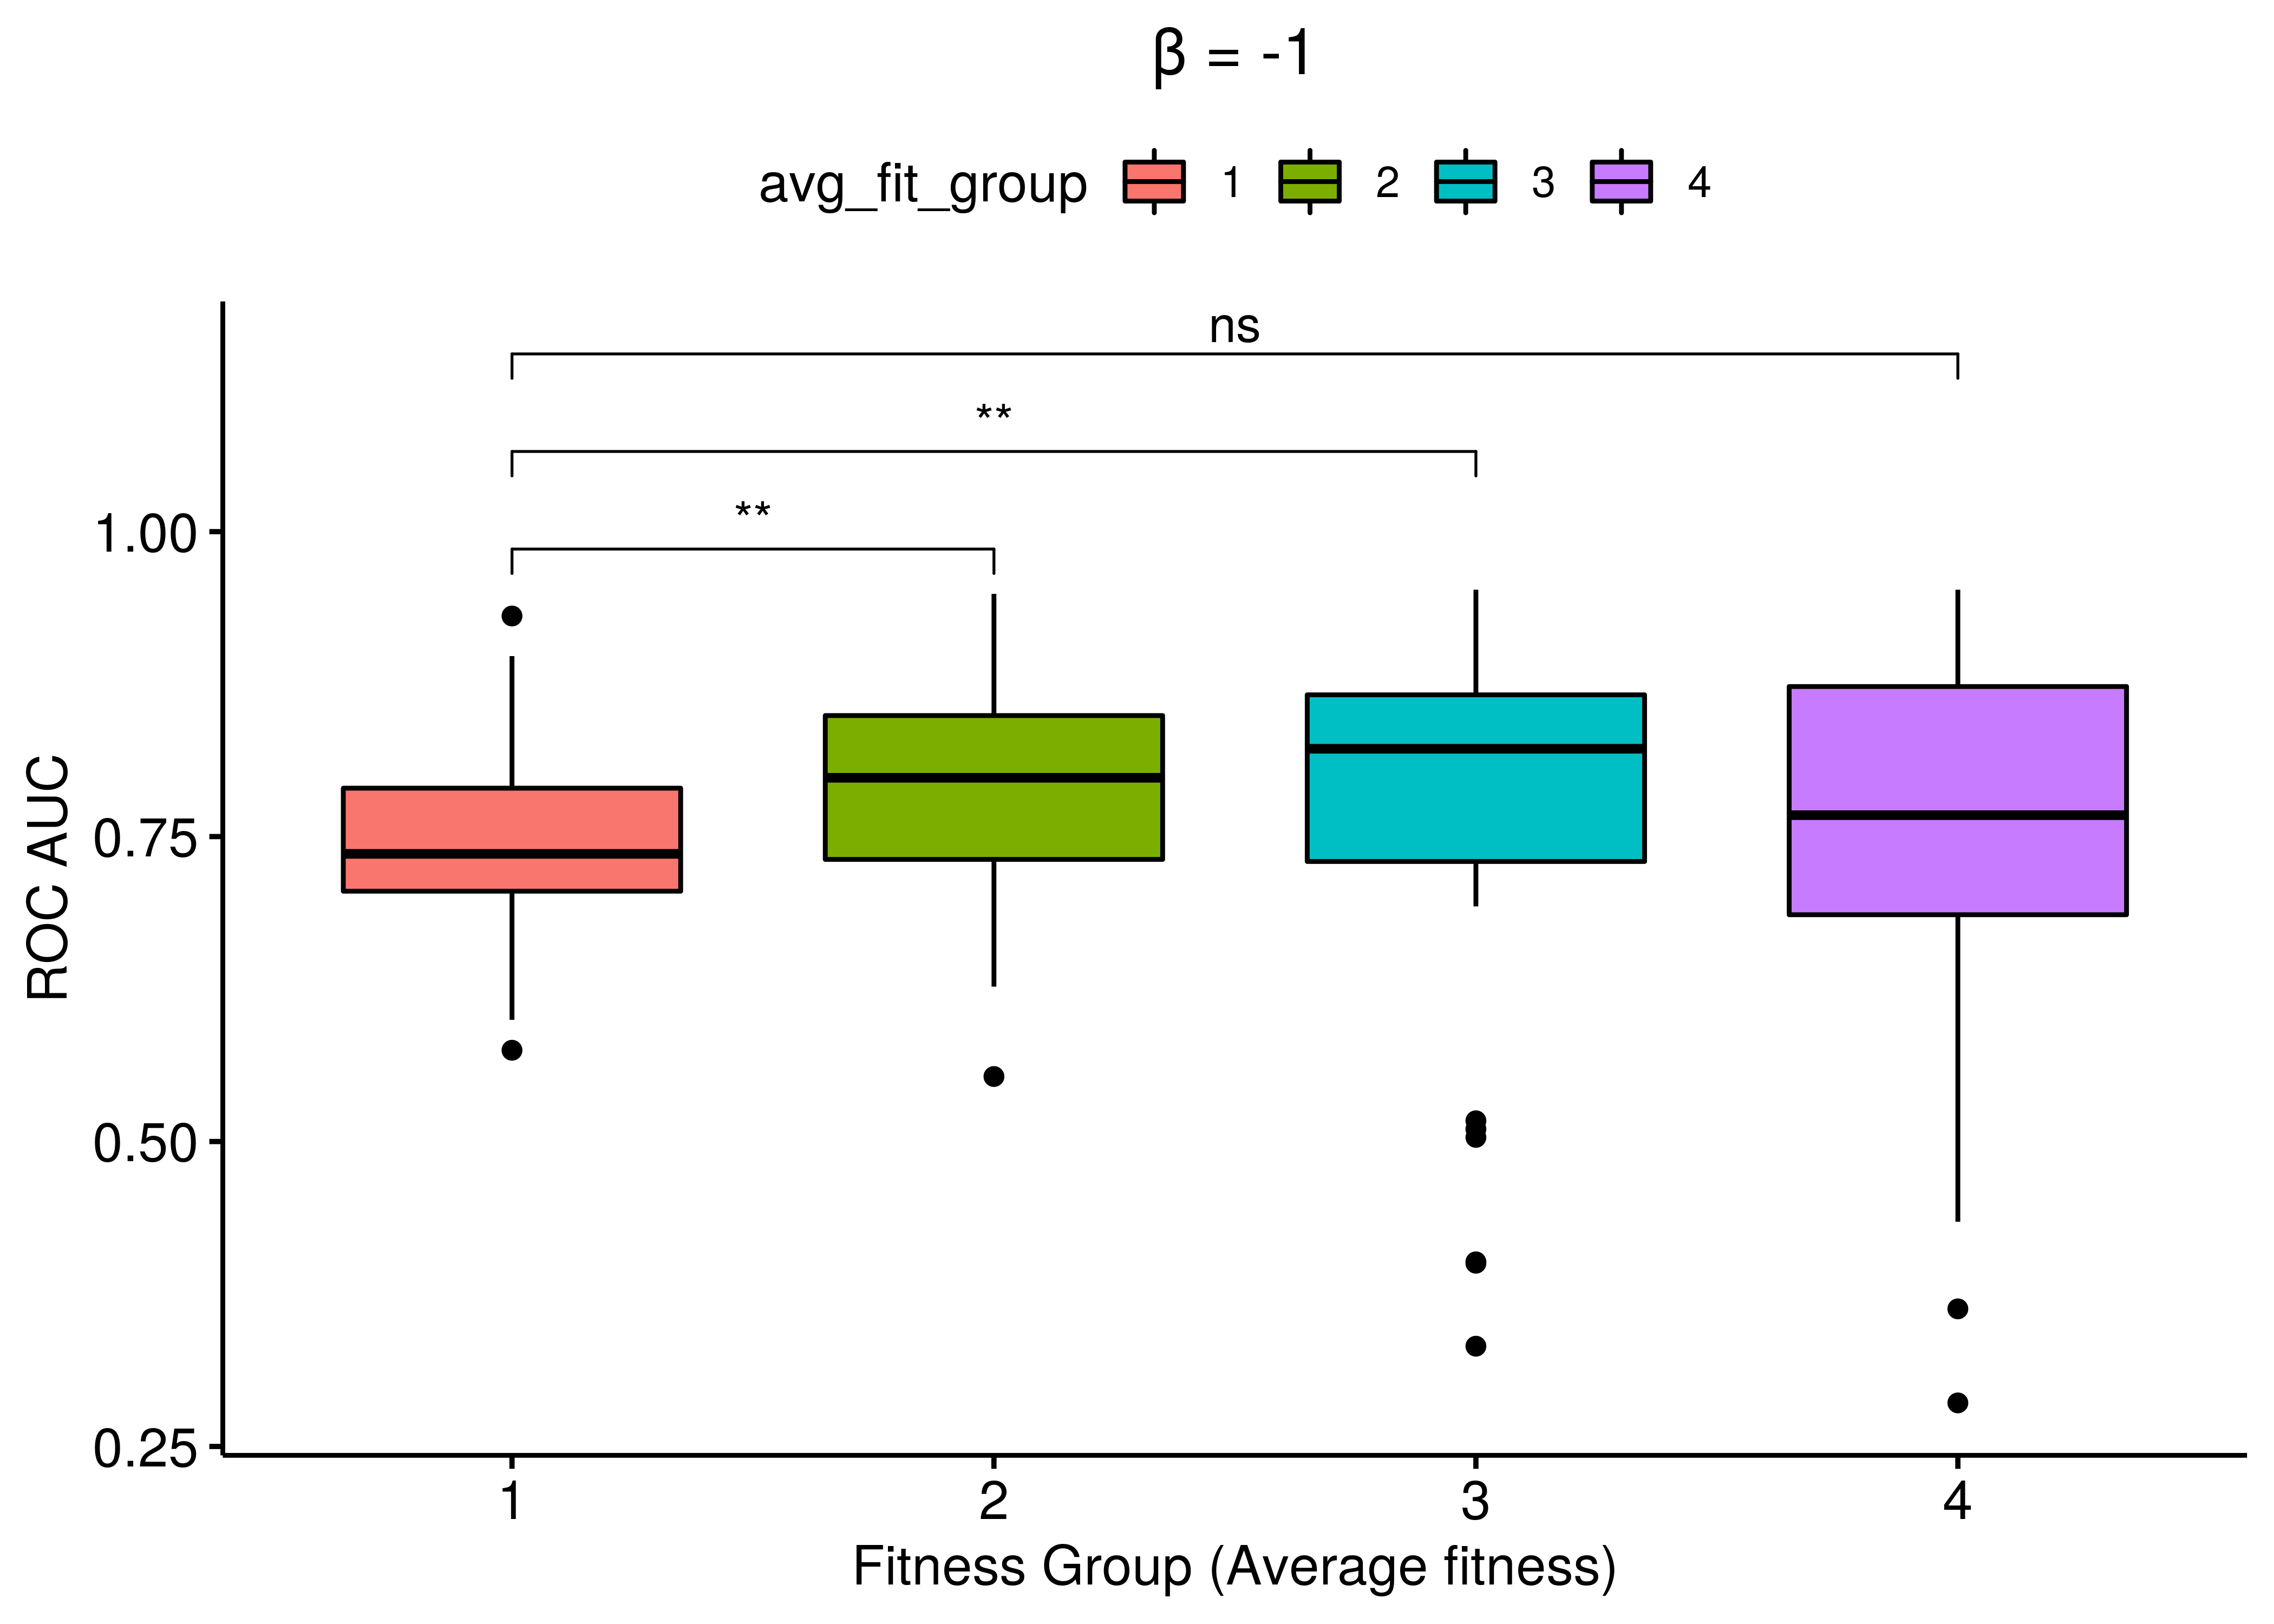 β = -1
avg_fit_group 1 2 3 4
ns
**
**
1.00
0.75
0.50
0.25
ROC AUC
1 2 3 4
Fitness Group (Average fitness)